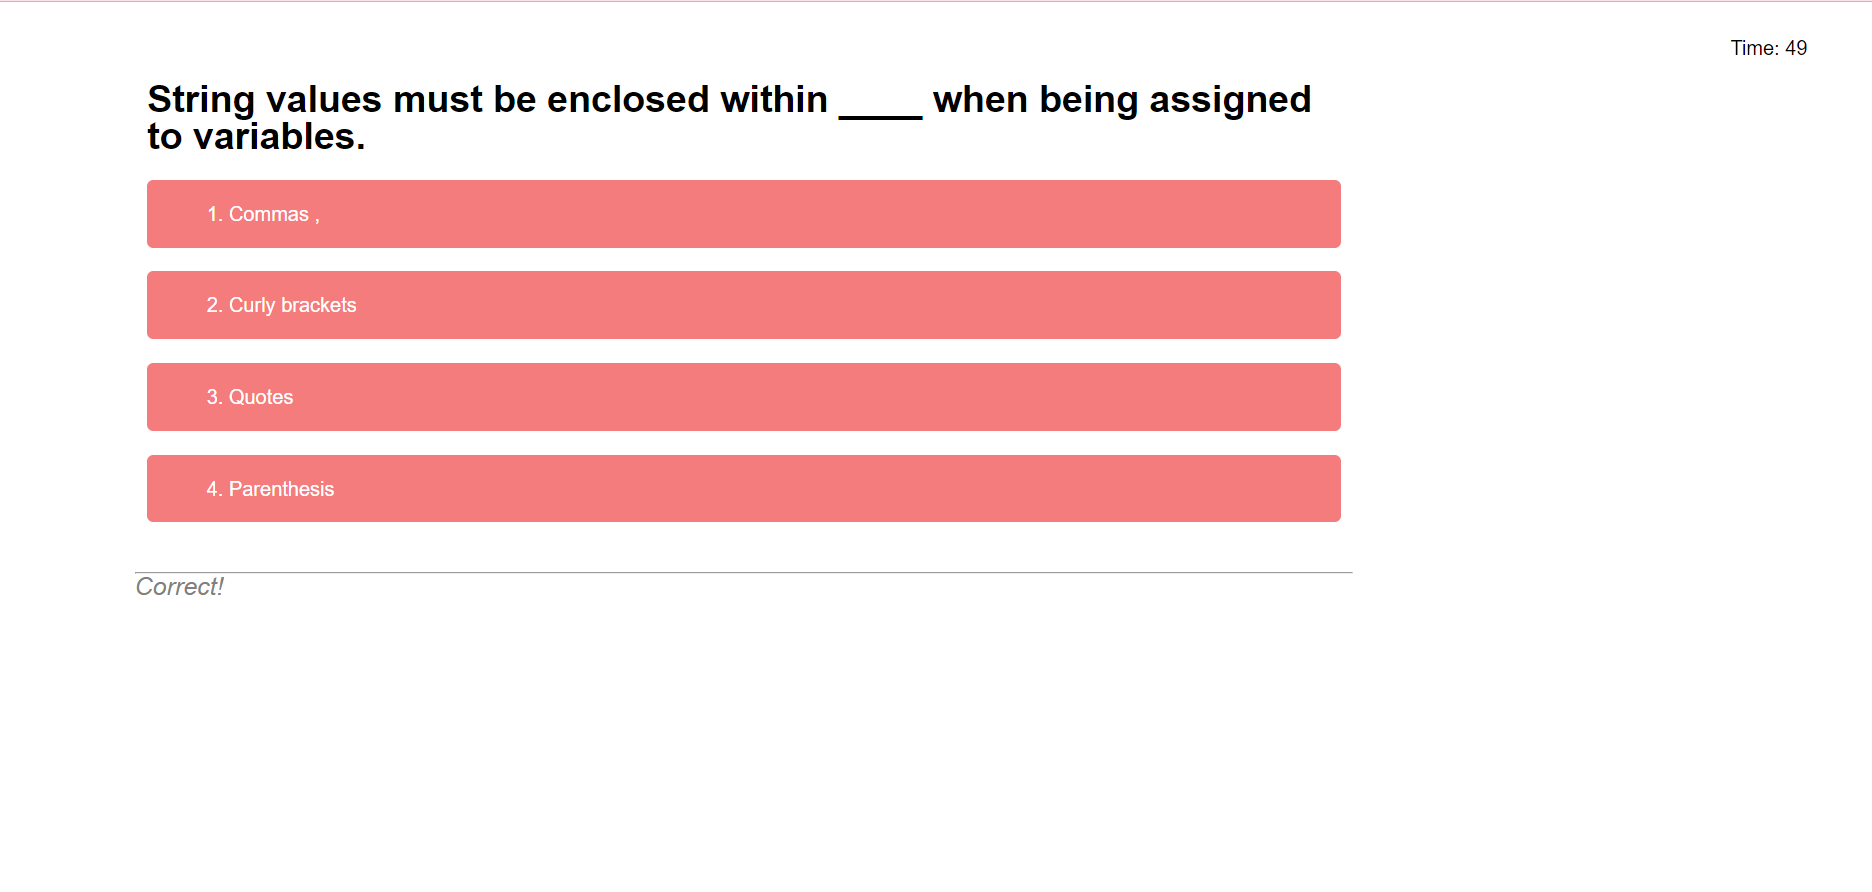 Time: 49
String values must be enclosed within ____ when being assigned
to variables.
1. Commas ,
2. Curly brackets
3. Quotes
4. Parenthesis
Correct!